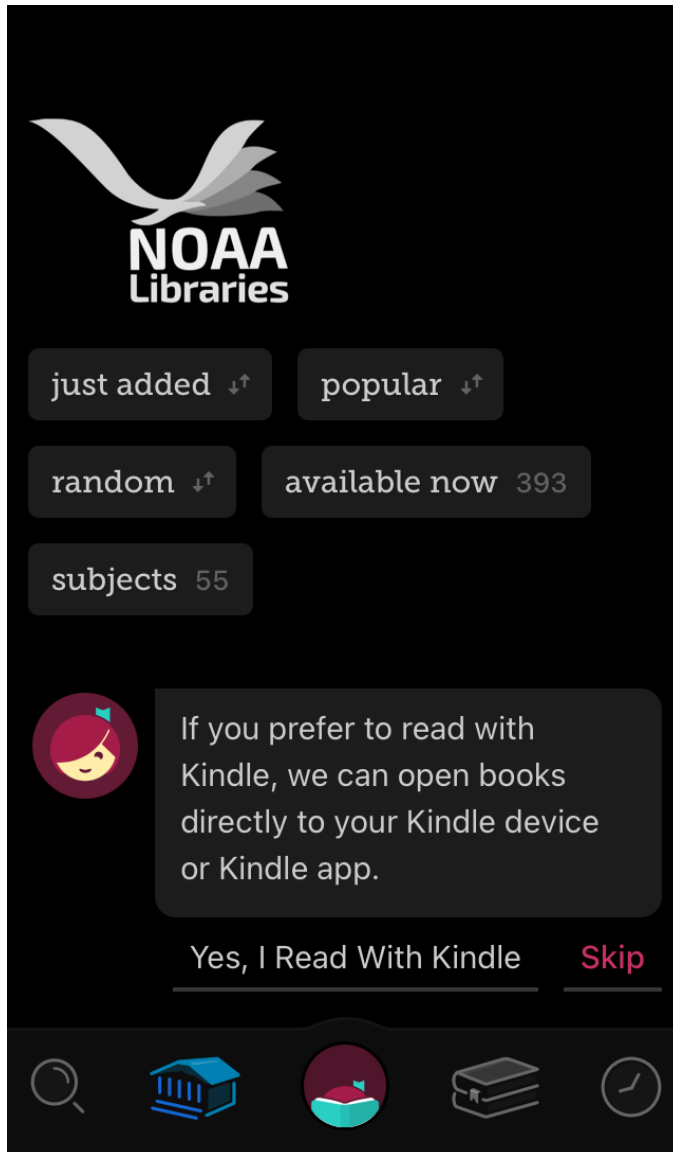 NOAA
Libraries
just added
popular
random
available now 393
subjects 55
If you prefer to read with
Kindle, we can open books
directly to your Kindle device
or Kindle app.
Yes, I Read With Kindle
Skip